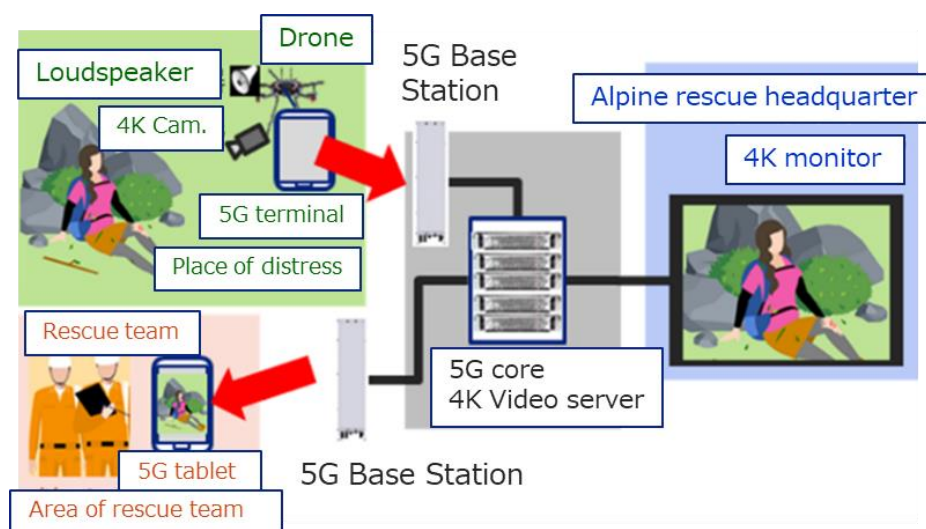 Drone
Loudspeaker
4K Cam.
5G terminal
Place of distress
5G Base
Station
Alpine rescue headquarter
4K monitor
5G core
4K Video server
Rescue team
5G tablet
Area of rescue team
5G Base Station